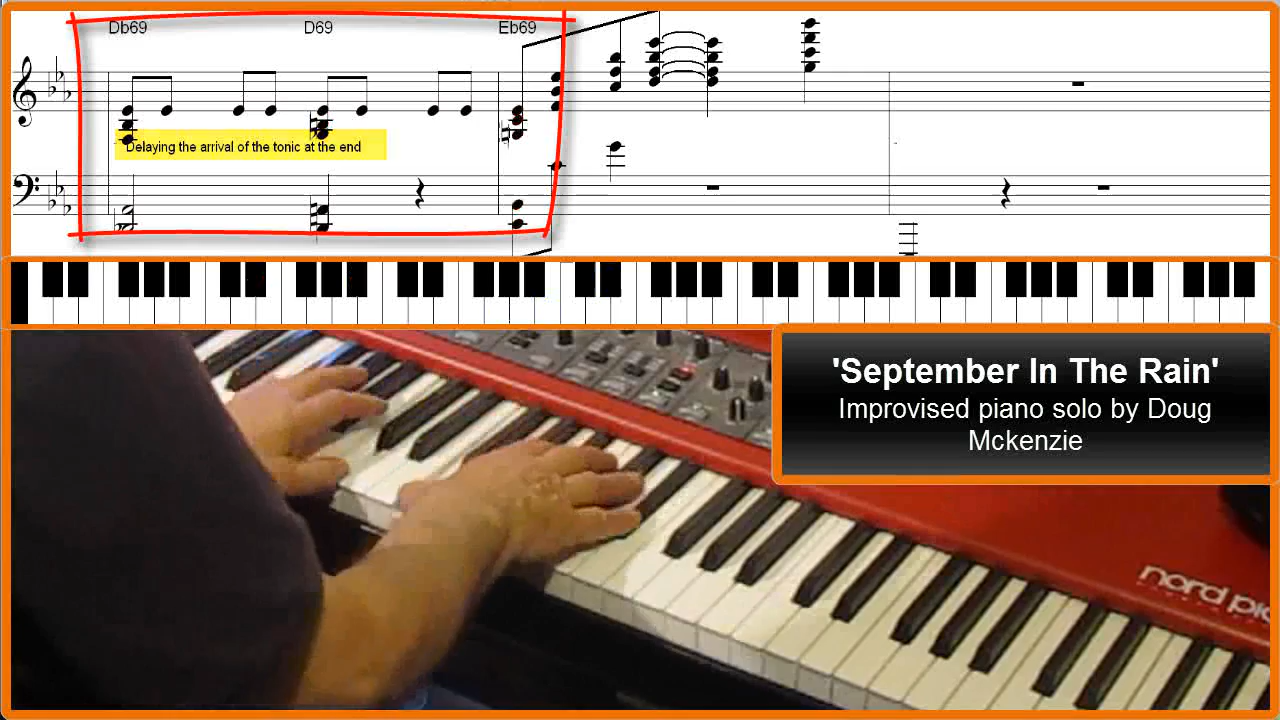 Db69 D69 Eb69
Delaying the arrival of the tonic at the end
'September In The Rain'
Improvised piano solo by Doug
Mckenzie
nord pi